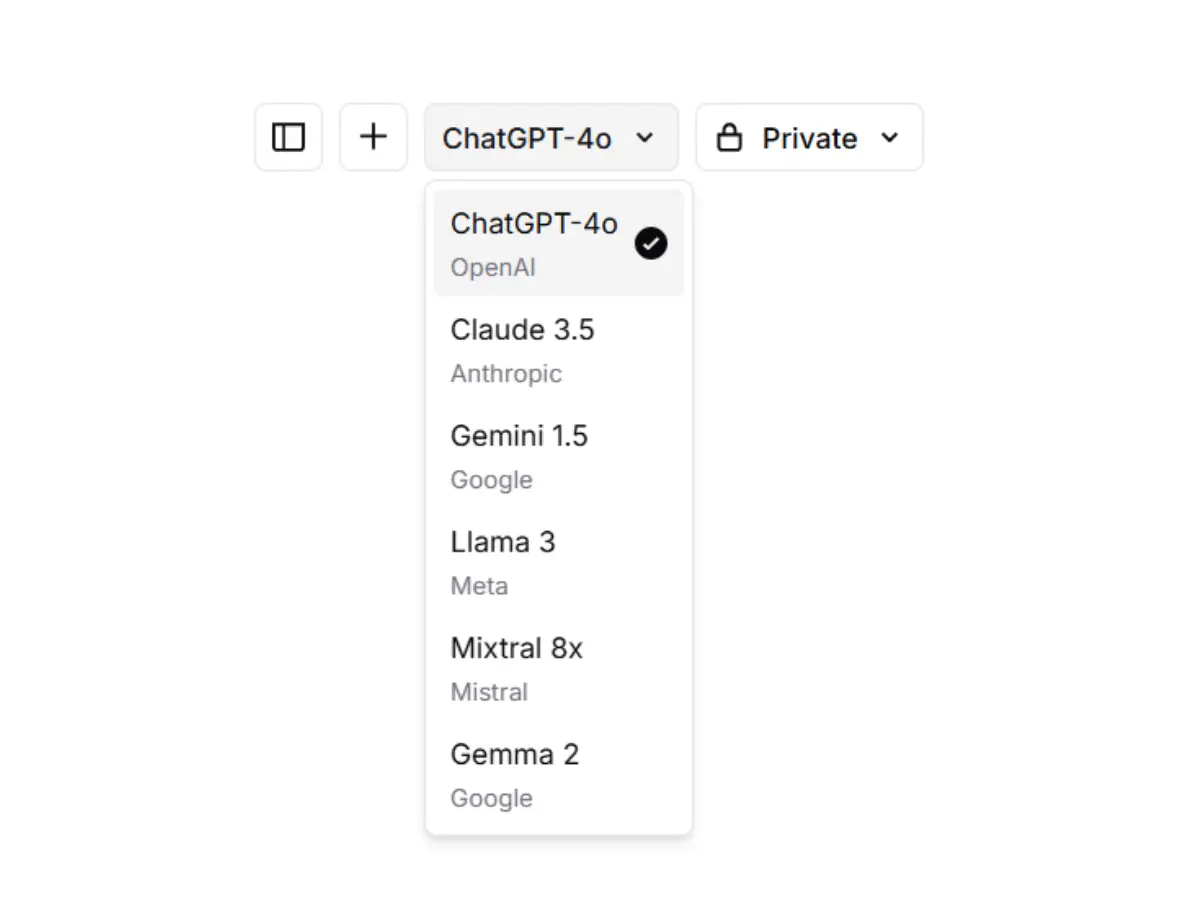 ChatGPT-4o
Private
ChatGPT-4o
OpenAI
Claude 3.5
Anthropic
Gemini 1.5
Google
Llama 3
Meta
Mixtral 8x
Mistral
Gemma 2
Google